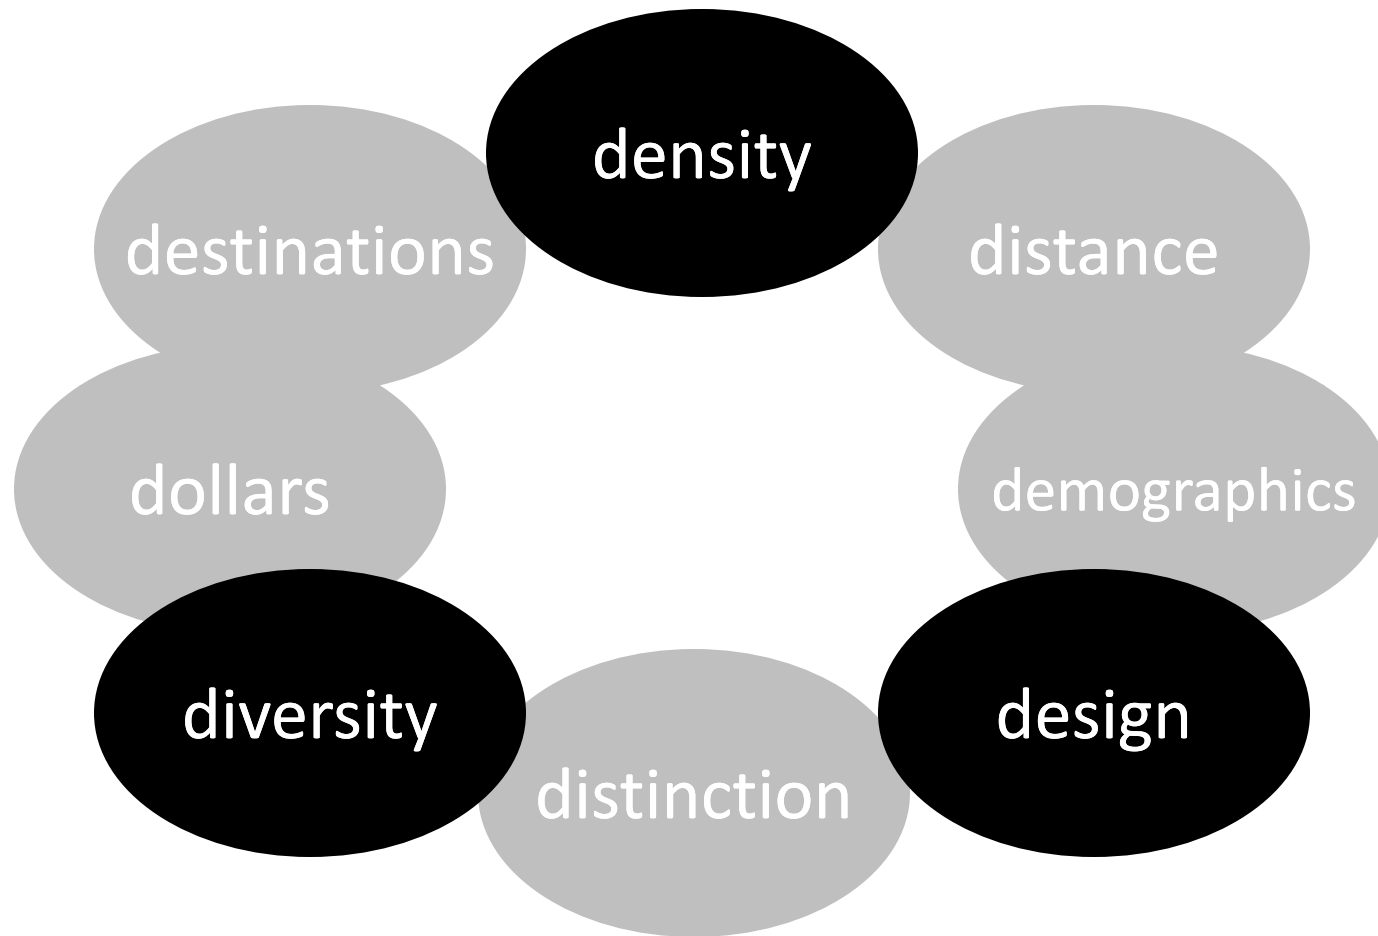 density
destinations
distance
dollars
demographics
diversity
design
distinction